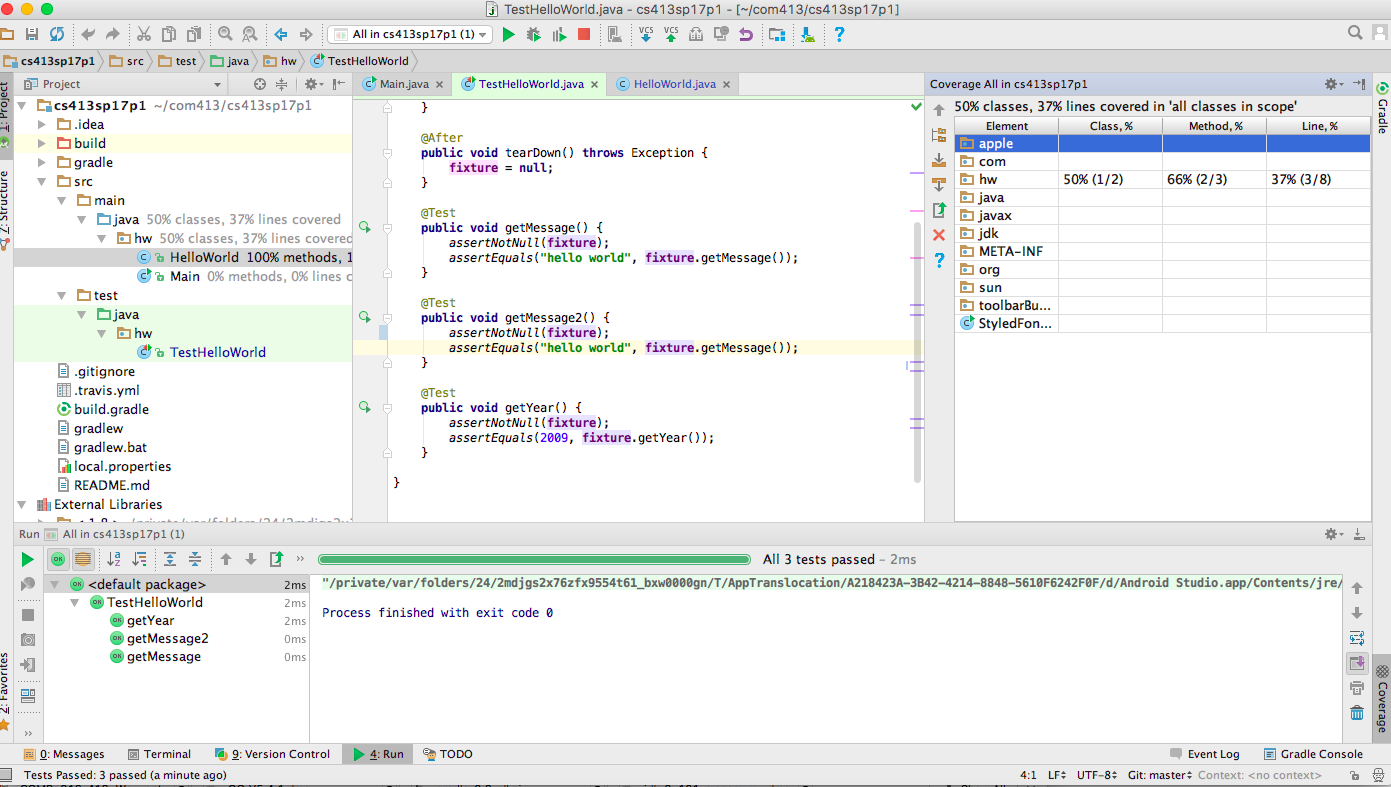 TestHelloWorld.java - cs413sp17p1 - [~/com413/cs413sp17p1]
All in cs413sp17p1 (1)
VCS VCS
cs413sp17p1 src test java hw TestHelloWorld
1: Project
Z: Structure
2: Favorites
Project
cs413sp17p1 ~/com413/cs413sp17p1
.idea
build
gradle
src
main
java 50% classes, 37% lines covered
hw 50% classes, 37% lines covered
HelloWorld 100% methods, 1
Main 0% methods, 0% lines c
test
java
hw
TestHelloWorld
.gitignore
.travis.yml
build.gradle
gradlew
gradlew.bat
local.properties
README.md
External Libraries
Main.java TestHelloWorld.java HelloWorld.java
}
@After
public void tearDown() throws Exception {
fixture = null;
}
@Test
public void getMessage() {
assertNotNull(fixture);
assertEquals("hello world", fixture.getMessage());
}
@Test
public void getMessage2() {
assertNotNull(fixture);
assertEquals("hello world", fixture.getMessage());
}
@Test
public void getYear() {
assertNotNull(fixture);
assertEquals(2009, fixture.getYear());
}
}
Coverage All in cs413sp17p1
50% classes, 37% lines covered in 'all classes in scope'
Element Class, % Method, % Line, %
apple
com
hw 50% (1/2) 66% (2/3) 37% (3/8)
java
javax
jdk
META-INF
org
sun
toolbarBu...
StyledFon...
Gradle
Coverage
Run All in cs413sp17p1 (1)
All 3 tests passed - 2ms
<default package> 2ms
TestHelloWorld 2ms
getYear 2ms
getMessage2 0ms
getMessage 0ms
"/private/var/folders/24/2mdjgs2x76zfx9554t61_bxw0000gn/T/AppTranslocation/A218423A-3B42-4214-8848-5610F6242F0F/d/Android Studio.app/Contents/jre/
Process finished with exit code 0
0: Messages Terminal 9: Version Control 4: Run TODO Event Log Gradle Console
Tests Passed: 3 passed (a minute ago) 4:1 LF UTF-8 Git: master Context: <no context>